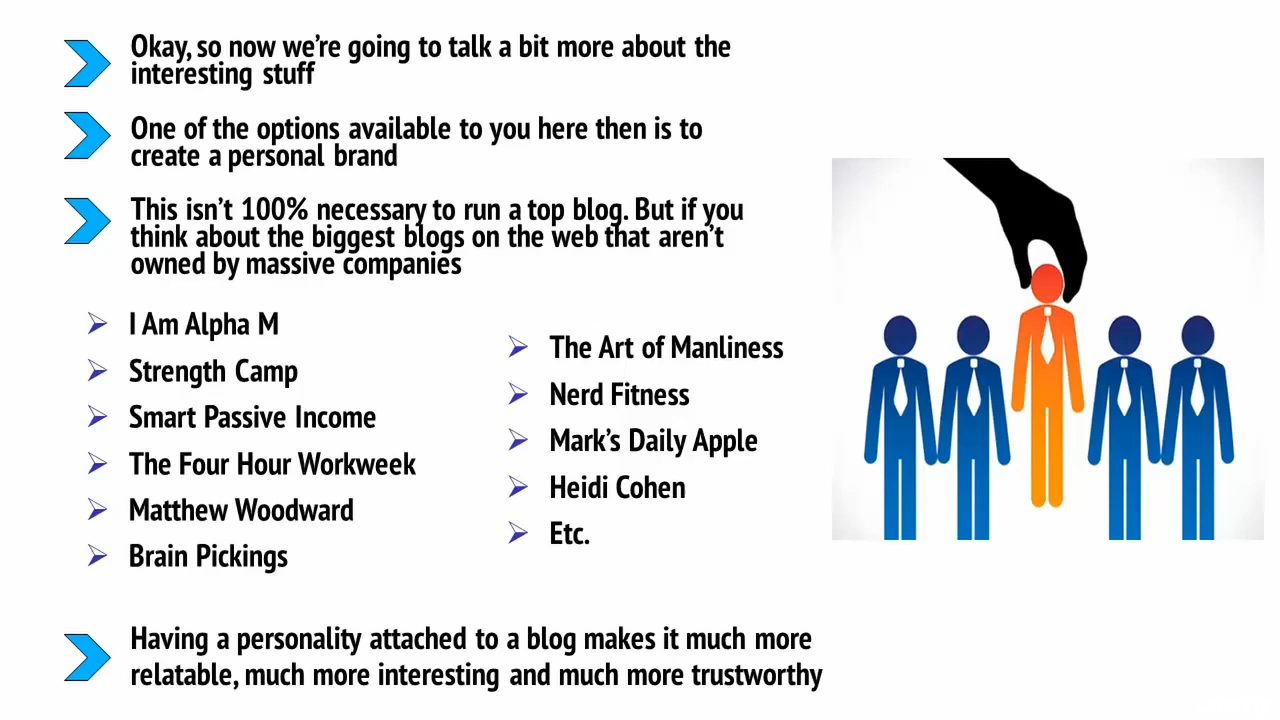 Okay, so now we're going to talk a bit more about the
interesting stuff
One of the options available to you here then is to
create a personal brand
This isn't 100% necessary to run a top blog. But if you
think about the biggest blogs on the web that aren't
owned by massive companies
I Am Alpha M
Strength Camp
Smart Passive Income
The Four Hour Workweek
Matthew Woodward
Brain Pickings
The Art of Manliness
Nerd Fitness
Mark's Daily Apple
Heidi Cohen
Etc.
Having a personality attached to a blog makes it much more
relatable, much more interesting and much more trustworthy